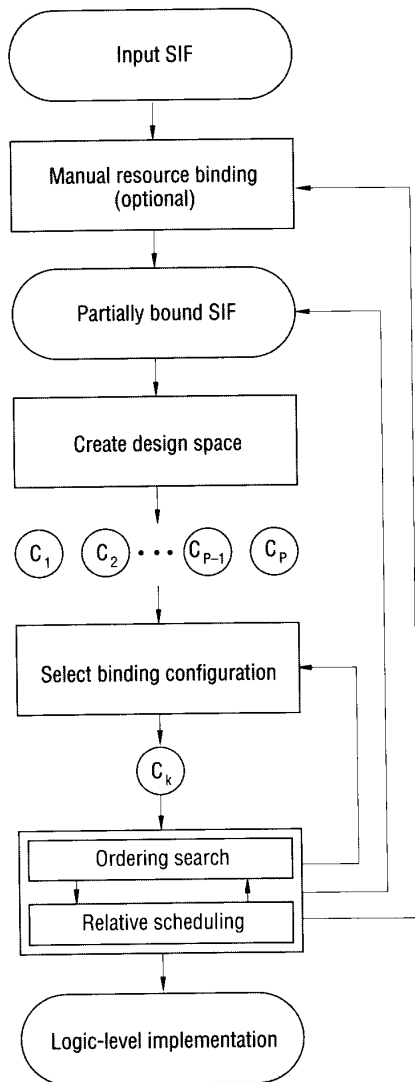 Input SIF
Manual resource binding
(optional)
Partially bound SIF
Create design space
C1 C2 ••• CP–1 CP
Select binding configuration
Ck
Ordering search
Relative scheduling
Logic-level implementation